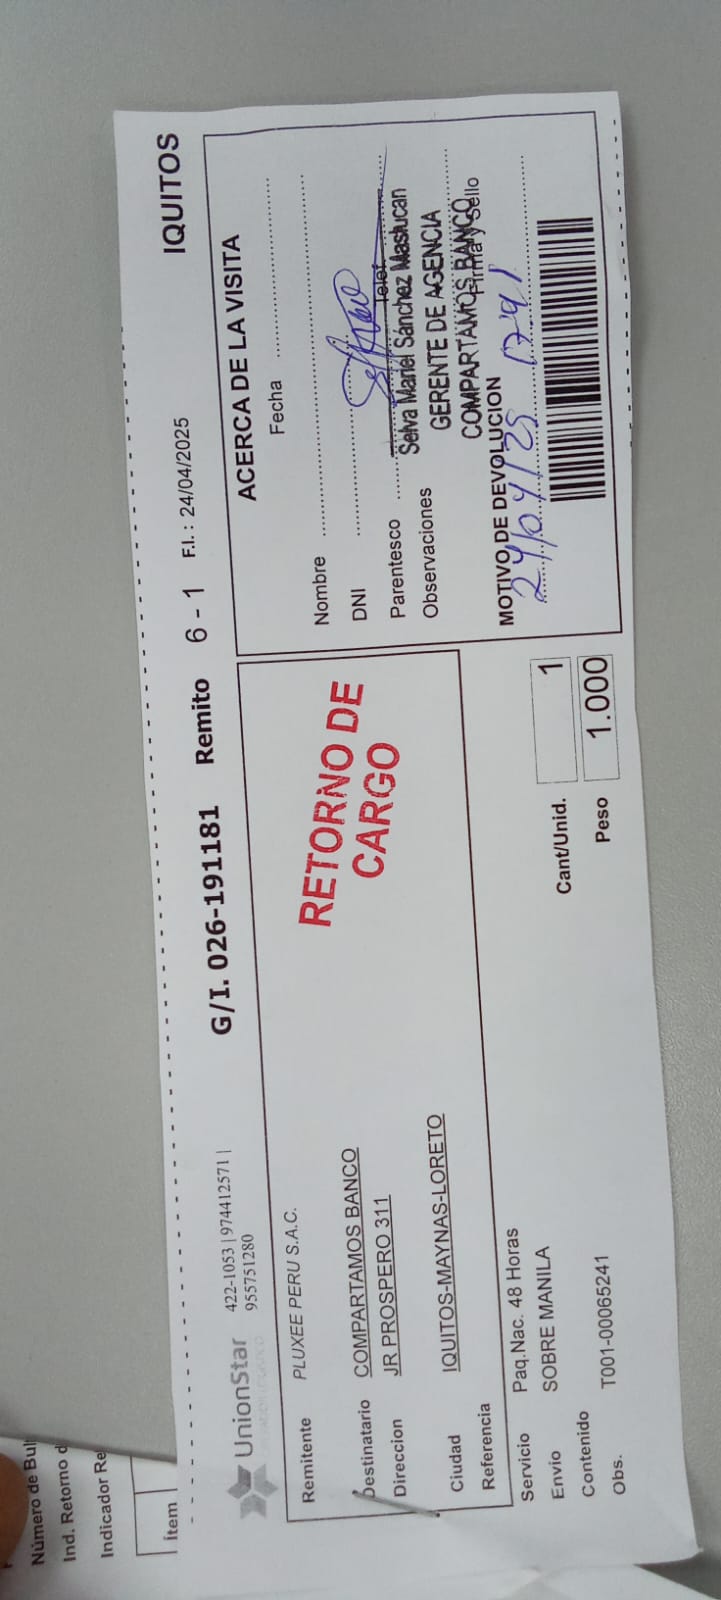 Número de Bul
Ind. Retorno d
Indicador Re
Ítem
UnionStar
422-1053 | 974412571 |
955751280
G/I. 026-191181 Remito 6 - 1 F.I. : 24/04/2025 IQUITOS
Remitente PLUXEE PERU S.A.C.
Destinatario COMPARTAMOS BANCO
Direccion JR PROSPERO 311
Ciudad IQUITOS-MAYNAS-LORETO
Referencia
RETORNO DE
CARGO
Servicio Paq.Nac. 48 Horas
Envio SOBRE MANILA
Contenido
Obs. T001-00065241
Cant/Unid. 1
Peso 1.000
ACERCA DE LA VISITA
Fecha
Nombre
DNI
Parentesco Telef.
Selva Mariel Sánchez Maslucan
GERENTE DE AGENCIA
COMPARTAMOS BANCO
Observaciones
Firma y Sello
MOTIVO DE DEVOLUCION
24/04/25 17:41